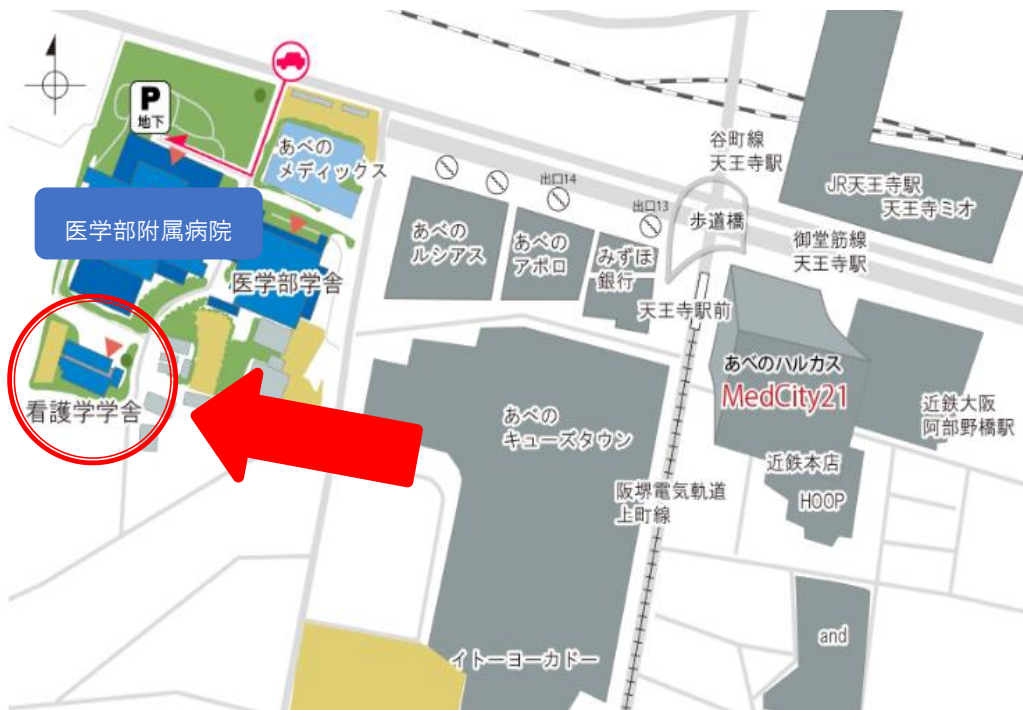 P
地下
あべの
メディックス
医学部附属病院
医学部学舎
看護学学舎
あべの
ルシアス
出口14
あべの
アポロ
出口13
みずほ
銀行
谷町線
天王寺駅
歩道橋
JR天王寺駅
天王寺ミオ
御堂筋線
天王寺駅
天王寺駅前
あべのハルカス
MedCity21
近鉄大阪
阿部野橋駅
近鉄本店
HOOP
あべの
キューズタウン
阪堺電気軌道
上町線
イトーヨーカドー
and